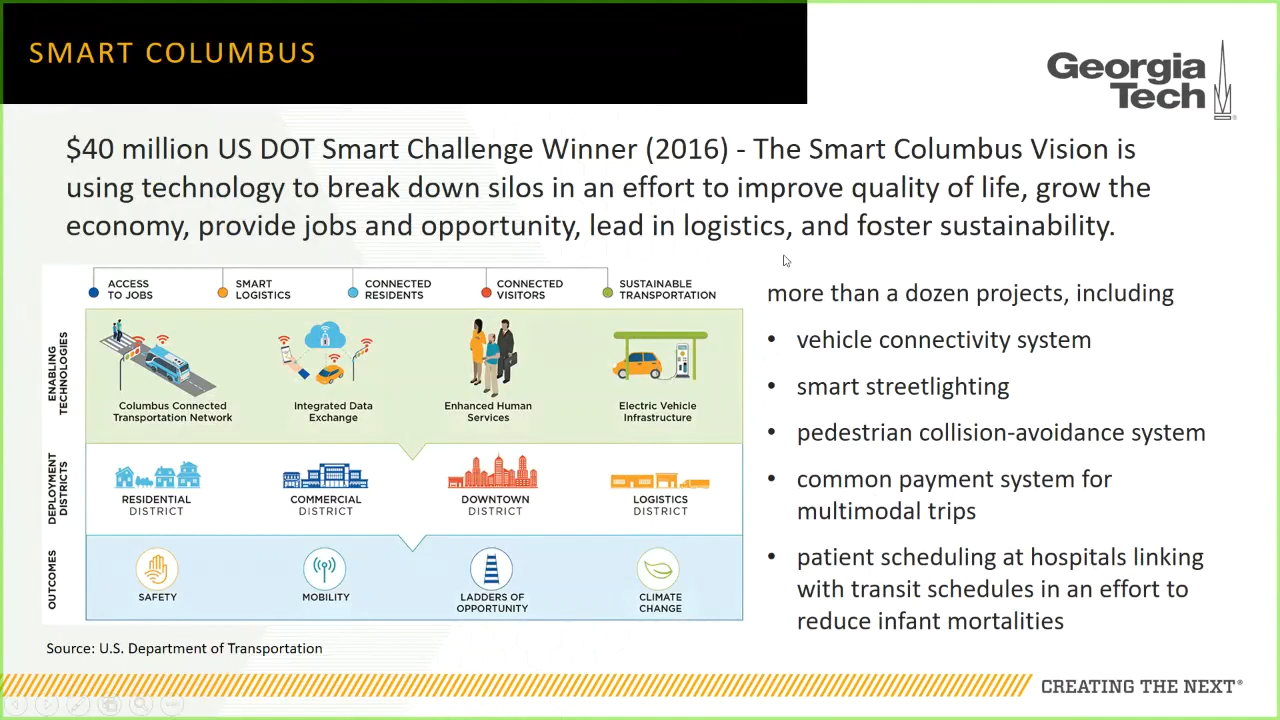 SMART COLUMBUS
Georgia
Tech
$40 million US DOT Smart Challenge Winner (2016) - The Smart Columbus Vision is
using technology to break down silos in an effort to improve quality of life, grow the
economy, provide jobs and opportunity, lead in logistics, and foster sustainability.
ACCESS
TO JOBS
SMART
LOGISTICS
CONNECTED
RESIDENTS
CONNECTED
VISITORS
SUSTAINABLE
TRANSPORTATION
ENABLING
TECHNOLOGIES
Columbus Connected
Transportation Network
Integrated Data
Exchange
Enhanced Human
Services
Electric Vehicle
Infrastructure
DEPLOYMENT
DISTRICTS
RESIDENTIAL
DISTRICT
COMMERCIAL
DISTRICT
DOWNTOWN
DISTRICT
LOGISTICS
DISTRICT
OUTCOMES
SAFETY
MOBILITY
LADDERS OF
OPPORTUNITY
CLIMATE
CHANGE
Source: U.S. Department of Transportation
more than a dozen projects, including
• vehicle connectivity system
• smart streetlighting
• pedestrian collision-avoidance system
• common payment system for
multimodal trips
• patient scheduling at hospitals linking
with transit schedules in an effort to
reduce infant mortalities
CREATING THE NEXT®